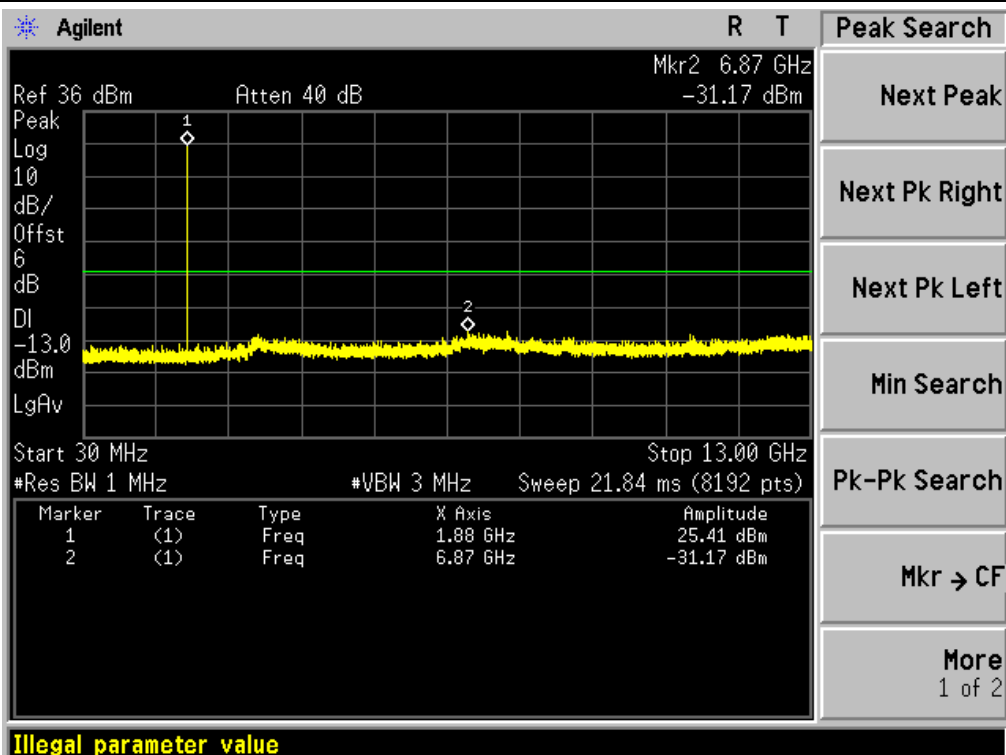 Agilent R T Peak Search
Mkr2 6.87 GHz
Ref 36 dBm Atten 40 dB -31.17 dBm
Peak
Log
10
dB/
Offst
6
dB
DI
-13.0
dBm
LgAv
1
2
Start 30 MHz Stop 13.00 GHz
#Res BW 1 MHz #VBW 3 MHz Sweep 21.84 ms (8192 pts)
Marker Trace Type X Axis Amplitude
1 (1) Freq 1.88 GHz 25.41 dBm
2 (1) Freq 6.87 GHz -31.17 dBm
Next Peak
Next Pk Right
Next Pk Left
Min Search
Pk-Pk Search
Mkr → CF
More
1 of 2
Illegal parameter value